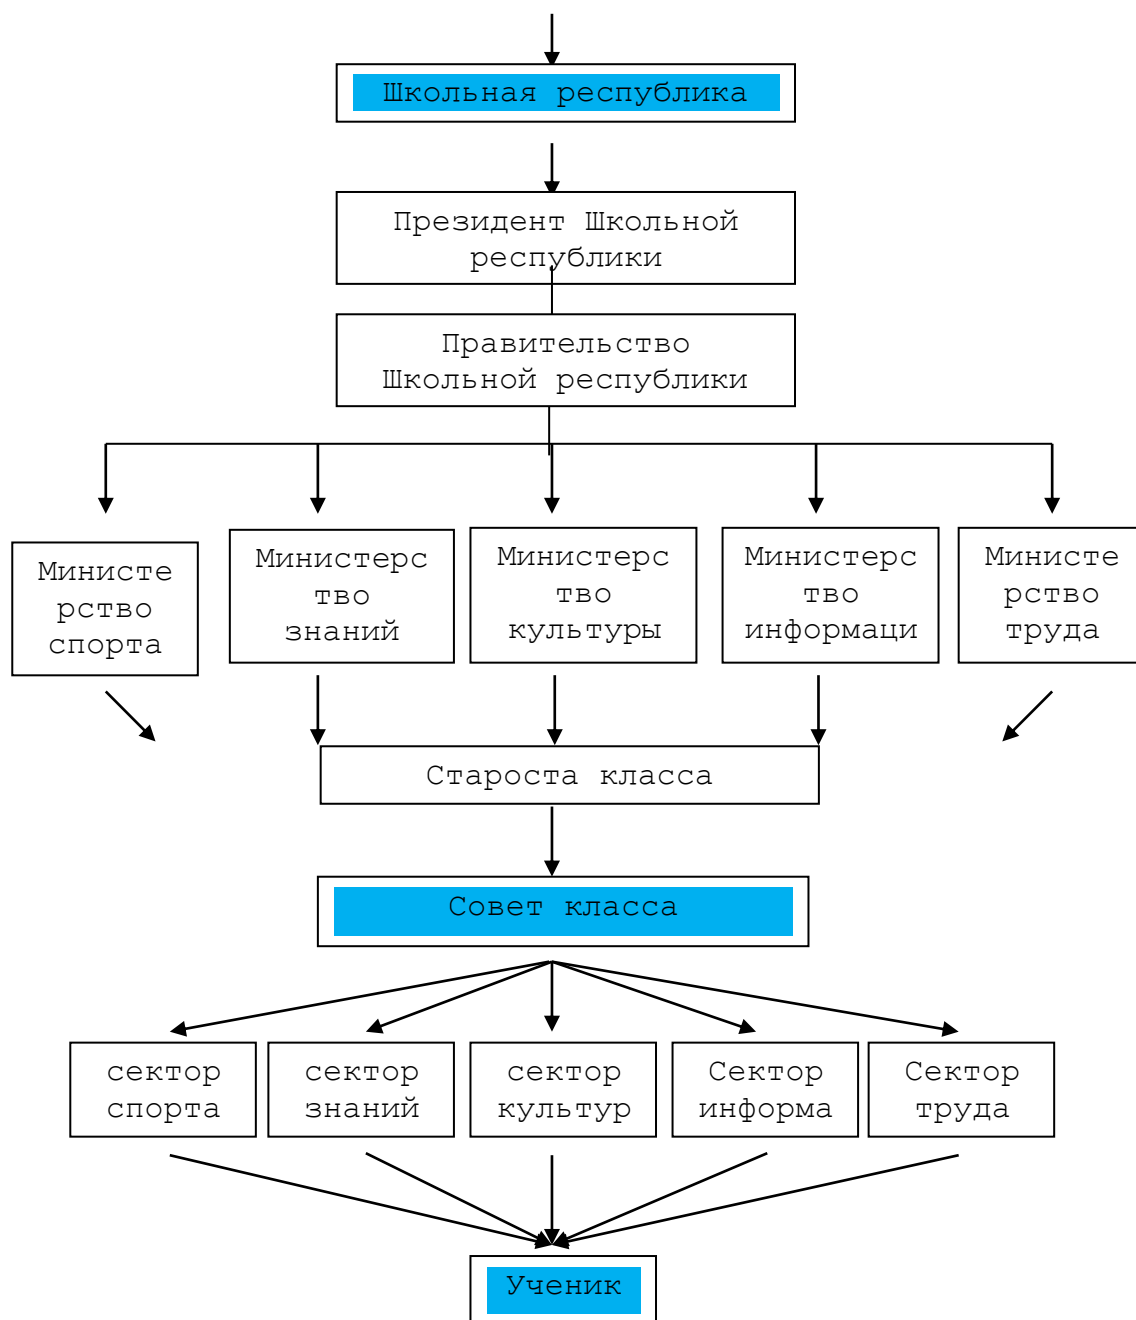 Школьная республика
Президент Школьной
республики
Правительство
Школьной республики
Министе
рство
спорта
Министерс
тво
знаний
Министерс
тво
культуры
Министерс
тво
информаци
Министе
рство
труда
Староста класса
Совет класса
сектор
спорта
сектор
знаний
сектор
культур
Сектор
информа
Сектор
труда
Ученик